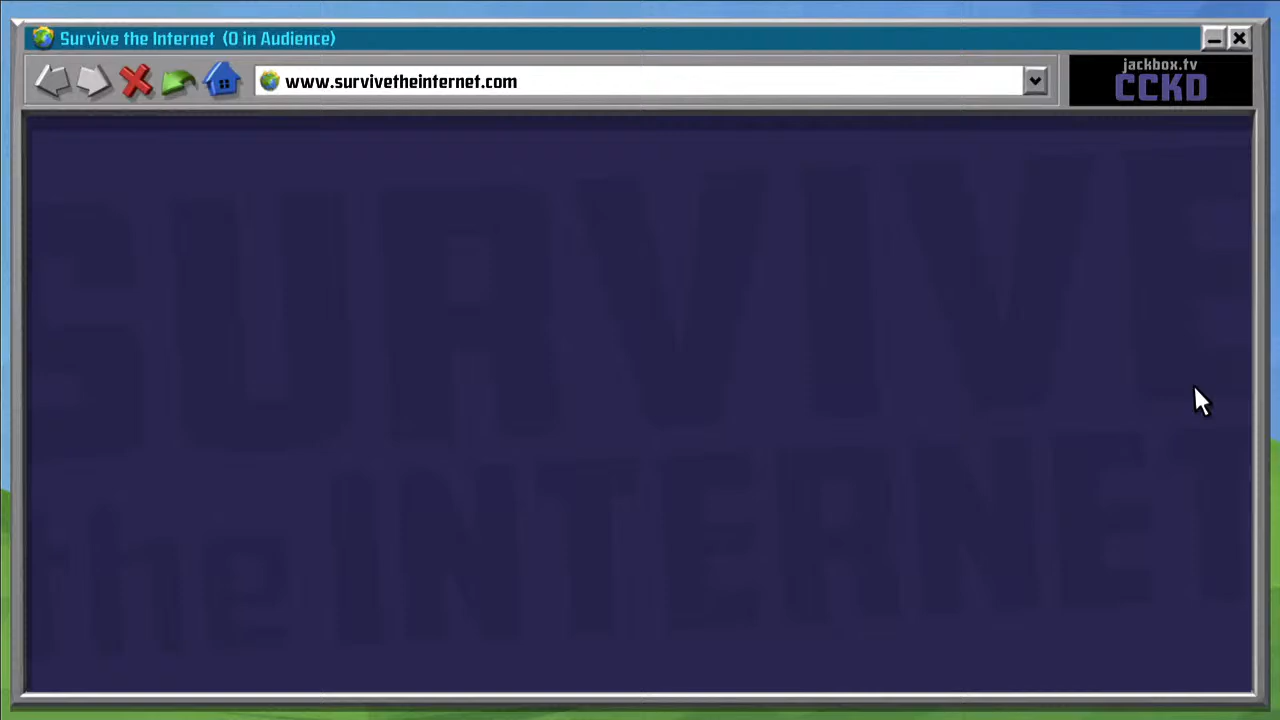 Survive the Internet (0 in Audience)
www.survivetheinternet.com
jackbox.tv
CCKD
SURVIVE
the INTERNET